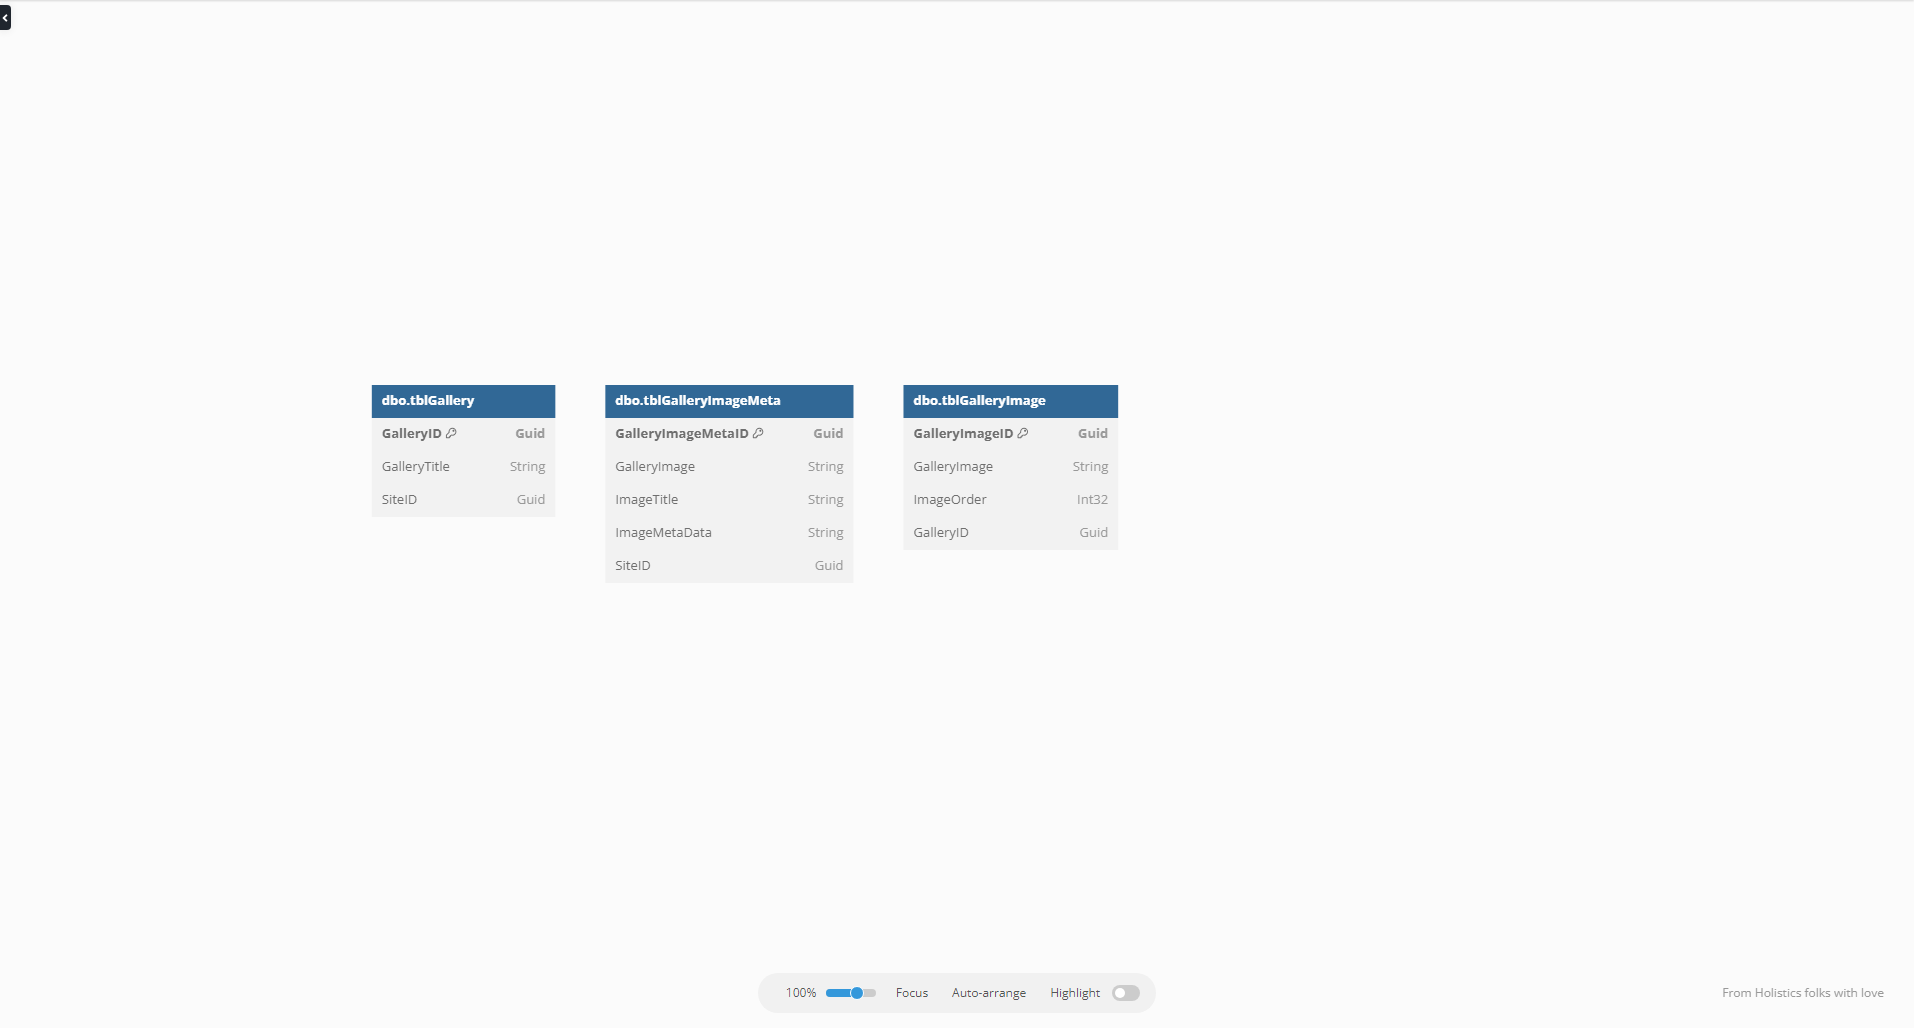 dbo.tblGallery
GalleryID Guid
GalleryTitle String
SiteID Guid
dbo.tblGalleryImageMeta
GalleryImageMetaID Guid
GalleryImage String
ImageTitle String
ImageMetaData String
SiteID Guid
dbo.tblGalleryImage
GalleryImageID Guid
GalleryImage String
ImageOrder Int32
GalleryID Guid
100% Focus Auto-arrange Highlight
From Holistics folks with love